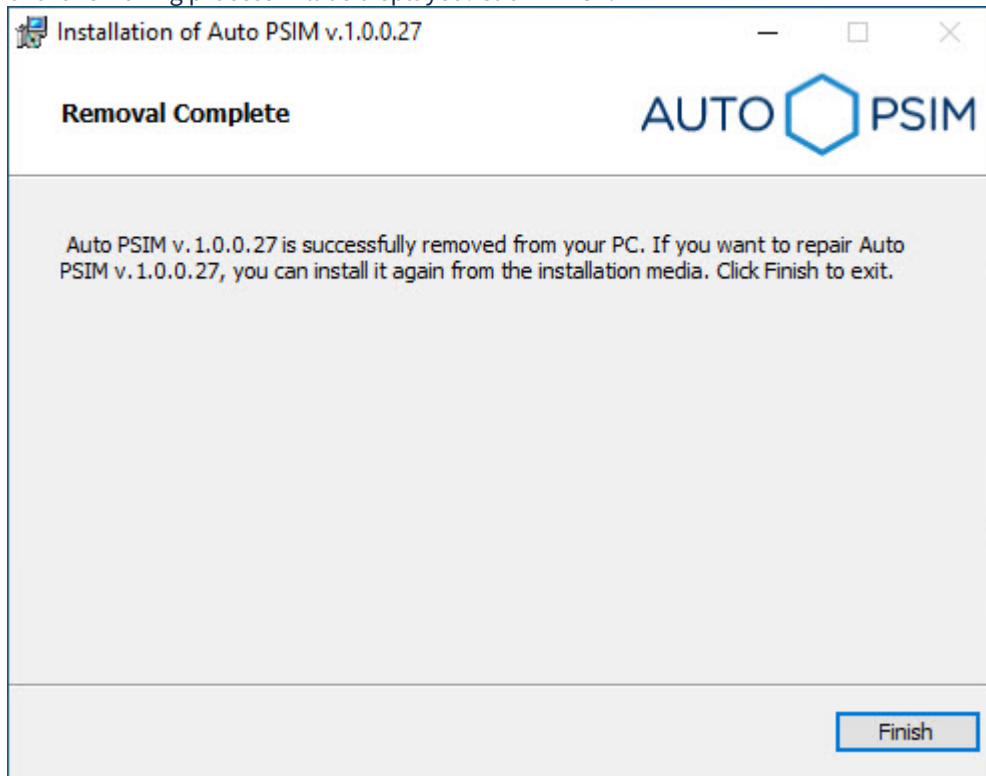 Installation of Auto PSIM v.1.0.0.27
Removal Complete
AUTO PSIM
Auto PSIM v.1.0.0.27 is successfully removed from your PC. If you want to repair Auto
PSIM v.1.0.0.27, you can install it again from the installation media. Click Finish to exit.
Finish